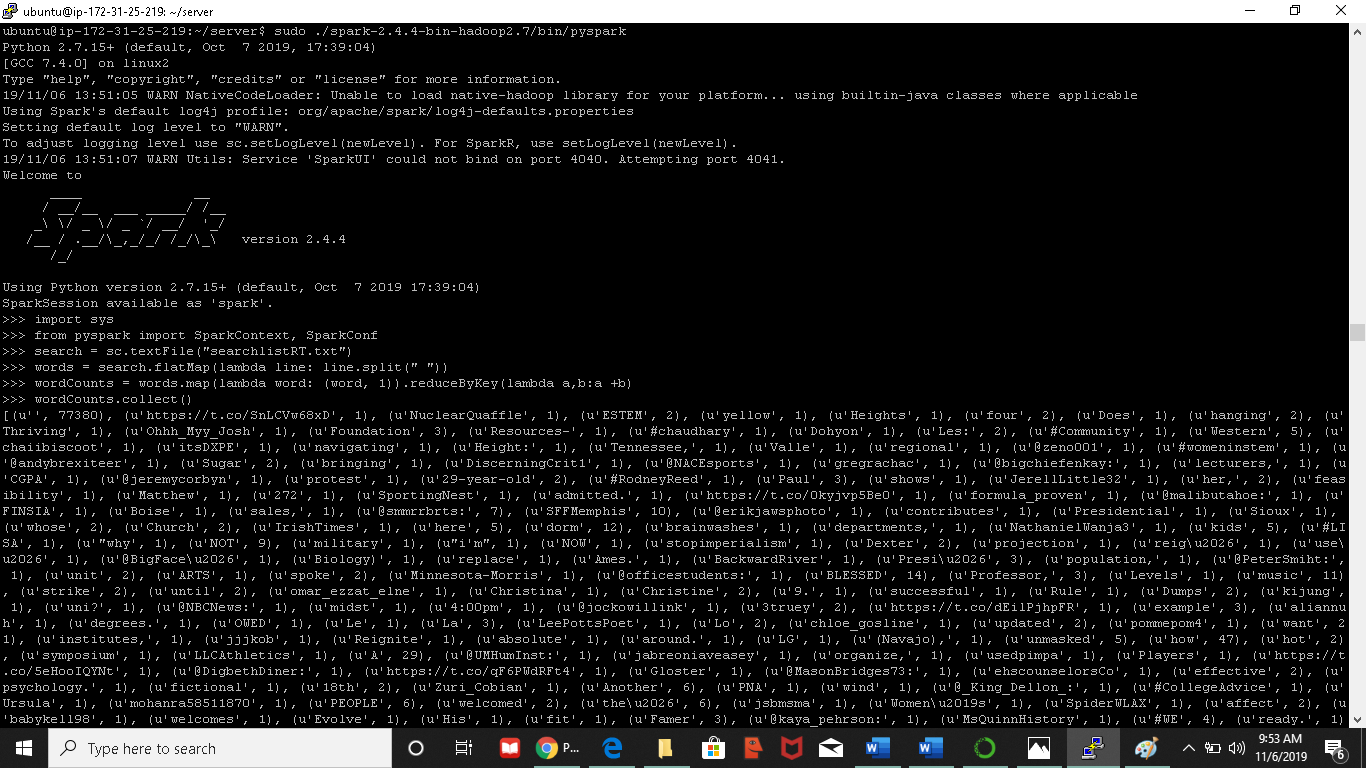 ubuntu@ip-172-31-25-219: ~/server
ubuntu@ip-172-31-25-219:~/server$ sudo ./spark-2.4.4-bin-hadoop2.7/bin/pyspark
Python 2.7.15+ (default, Oct  7 2019, 17:39:04)
[GCC 7.4.0] on linux2
Type "help", "copyright", "credits" or "license" for more information.
19/11/06 13:51:05 WARN NativeCodeLoader: Unable to load native-hadoop library for your platform... using builtin-java classes where applicable
Using Spark's default log4j profile: org/apache/spark/log4j-defaults.properties
Setting default log level to "WARN".
To adjust logging level use sc.setLogLevel(newLevel). For SparkR, use setLogLevel(newLevel).
19/11/06 13:51:07 WARN Utils: Service 'SparkUI' could not bind on port 4040. Attempting port 4041.
Welcome to
Spark
version 2.4.4
Using Python version 2.7.15+ (default, Oct  7 2019 17:39:04)
SparkSession available as 'spark'.
>>> import sys
>>> from pyspark import SparkContext, SparkConf
>>> search = sc.textFile("searchlistRT.txt")
>>> words = search.flatMap(lambda line: line.split(" "))
>>> wordCounts = words.map(lambda word: (word, 1)).reduceByKey(lambda a,b:a +b)
>>> wordCounts.collect()
[(u'', 77380), (u'https://t.co/SnLCVw68xD', 1), (u'NuclearQuaffle', 1), (u'ESTEM', 2), (u'yellow', 1), (u'Heights', 1), (u'four', 2), (u'Does', 1), (u'hanging', 2), (u'
Thriving', 1), (u'Ohhh_Myy_Josh', 1), (u'Foundation', 3), (u'Resources-', 1), (u'#chaudhary', 1), (u'Dohyon', 1), (u'Les:', 2), (u'#Community', 1), (u'Western', 5), (u'
chaiibiscoot', 1), (u'itsDXPE', 1), (u'navigating', 1), (u'Height:', 1), (u'Tennessee,', 1), (u'Valle', 1), (u'regional', 1), (u'@zeno001', 1), (u'#womeninstem', 1), (u
'@andybrexiteer', 1), (u'Sugar', 2), (u'bringing', 1), (u'DiscerningCrit1', 1), (u'@NACEsports', 1), (u'gregrachac', 1), (u'@bigchiefenkay:', 1), (u'lecturers,', 1), (u
'CGPA', 1), (u'@jeremycorbyn', 1), (u'protest', 1), (u'29-year-old', 2), (u'#RodneyReed', 1), (u'Paul', 3), (u'shows', 1), (u'JerellLittle32', 1), (u'her,', 2), (u'feas
ibility', 1), (u'Matthew', 1), (u'272', 1), (u'SportingNest', 1), (u'admitted.', 1), (u'https://t.co/Okyjvp5BeO', 1), (u'formula_proven', 1), (u'@malibutahoe:', 1), (u'
FINSIA', 1), (u'Boise', 1), (u'sales,', 1), (u'@smmrrbrts:', 7), (u'SFFMemphis', 10), (u'@erikjawsphoto', 1), (u'contributes', 1), (u'Presidential', 1), (u'Sioux', 1), (u
'whose', 2), (u'Church', 2), (u'IrishTimes', 1), (u'here', 5), (u'dorm', 12), (u'brainwashes', 1), (u'departments,', 1), (u'NathanielWanja3', 1), (u'kids', 5), (u'#LI
SA', 1), (u'"why', 1), (u'NOT', 9), (u'military', 1), (u"i'm", 1), (u'NOW', 1), (u'stopimperialism', 1), (u'Dexter', 2), (u'projection', 1), (u'reig\u2026', 1), (u'use\
\u2026', 1), (u'@BigFace\u2026', 1), (u'Biology)', 1), (u'replace', 1), (u'Ames.', 1), (u'BackwardRiver', 1), (u'Presi\u2026', 3), (u'population,', 1), (u'@PeterSmiht:',
 1), (u'unit', 2), (u'ARTS', 1), (u'spoke', 2), (u'Minnesota-Morris', 1), (u'@officestudents:', 1), (u'BLESSED', 14), (u'Professor,', 3), (u'Levels', 1), (u'music', 11)
, (u'strike', 2), (u'until', 2), (u'omar_ezzat_elne', 1), (u'Christina', 1), (u'Christine', 2), (u'9.', 1), (u'successful', 1), (u'Rule', 1), (u'Dumps', 2), (u'kijung',
 1), (u'uni?', 1), (u'@NBCNews:', 1), (u'midst', 1), (u'4:00pm', 1), (u'@jockowillink', 1), (u'3truey', 2), (u'https://t.co/dEilPjhpFR', 1), (u'example', 3), (u'aliannu
h', 1), (u'degrees.', 1), (u'OWED', 1), (u'Le', 1), (u'La', 3), (u'LeePottsPoet', 1), (u'Lo', 2), (u'chloe_gosline', 1), (u'updated', 2), (u'pommepom4', 1), (u'want', 2
1), (u'institutes,', 1), (u'jjjkob', 1), (u'Reignite', 1), (u'absolute', 1), (u'around.', 1), (u'LG', 1), (u'(Navajo),', 1), (u'unmasked', 5), (u'how', 47), (u'hot', 2)
, (u'symposium', 1), (u'LLCAthletics', 1), (u'A', 29), (u'@UMHumInst:', 1), (u'jabreoniaveasey', 1), (u'organize,', 1), (u'usedpimpa', 1), (u'Players', 1), (u'https://t
.co/5eHooIQYNt', 1), (u'@DigbethDiner:', 1), (u'https://t.co/qF6PWdRFt4', 1), (u'Gloster', 1), (u'@MasonBridges73:', 1), (u'ehscounselorsCo', 1), (u'effective', 2), (u'
psychology.', 1), (u'fictional', 1), (u'18th', 2), (u'Zuri_Cobian', 1), (u'Another', 6), (u'PNA', 1), (u'wind', 1), (u'@_King_Dellon_:', 1), (u'#CollegeAdvice', 1), (u'
Ursula', 1), (u'mohanra58511870', 1), (u'PEOPLE', 6), (u'welcomed', 2), (u'the\u2026', 6), (u'jsbmsma', 1), (u'Women\u2019s', 1), (u'SpiderWLAX', 1), (u'affect', 2), (u
'babykell98', 1), (u'welcomes', 1), (u'Evolve', 1), (u'His', 1), (u'fit', 1), (u'Famer', 3), (u'@kaya_pehrson:', 1), (u'MsQuinnHistory', 1), (u'#WE', 4), (u'ready.', 1)
Type here to search
P...
9:53 AM
11/6/2019
6